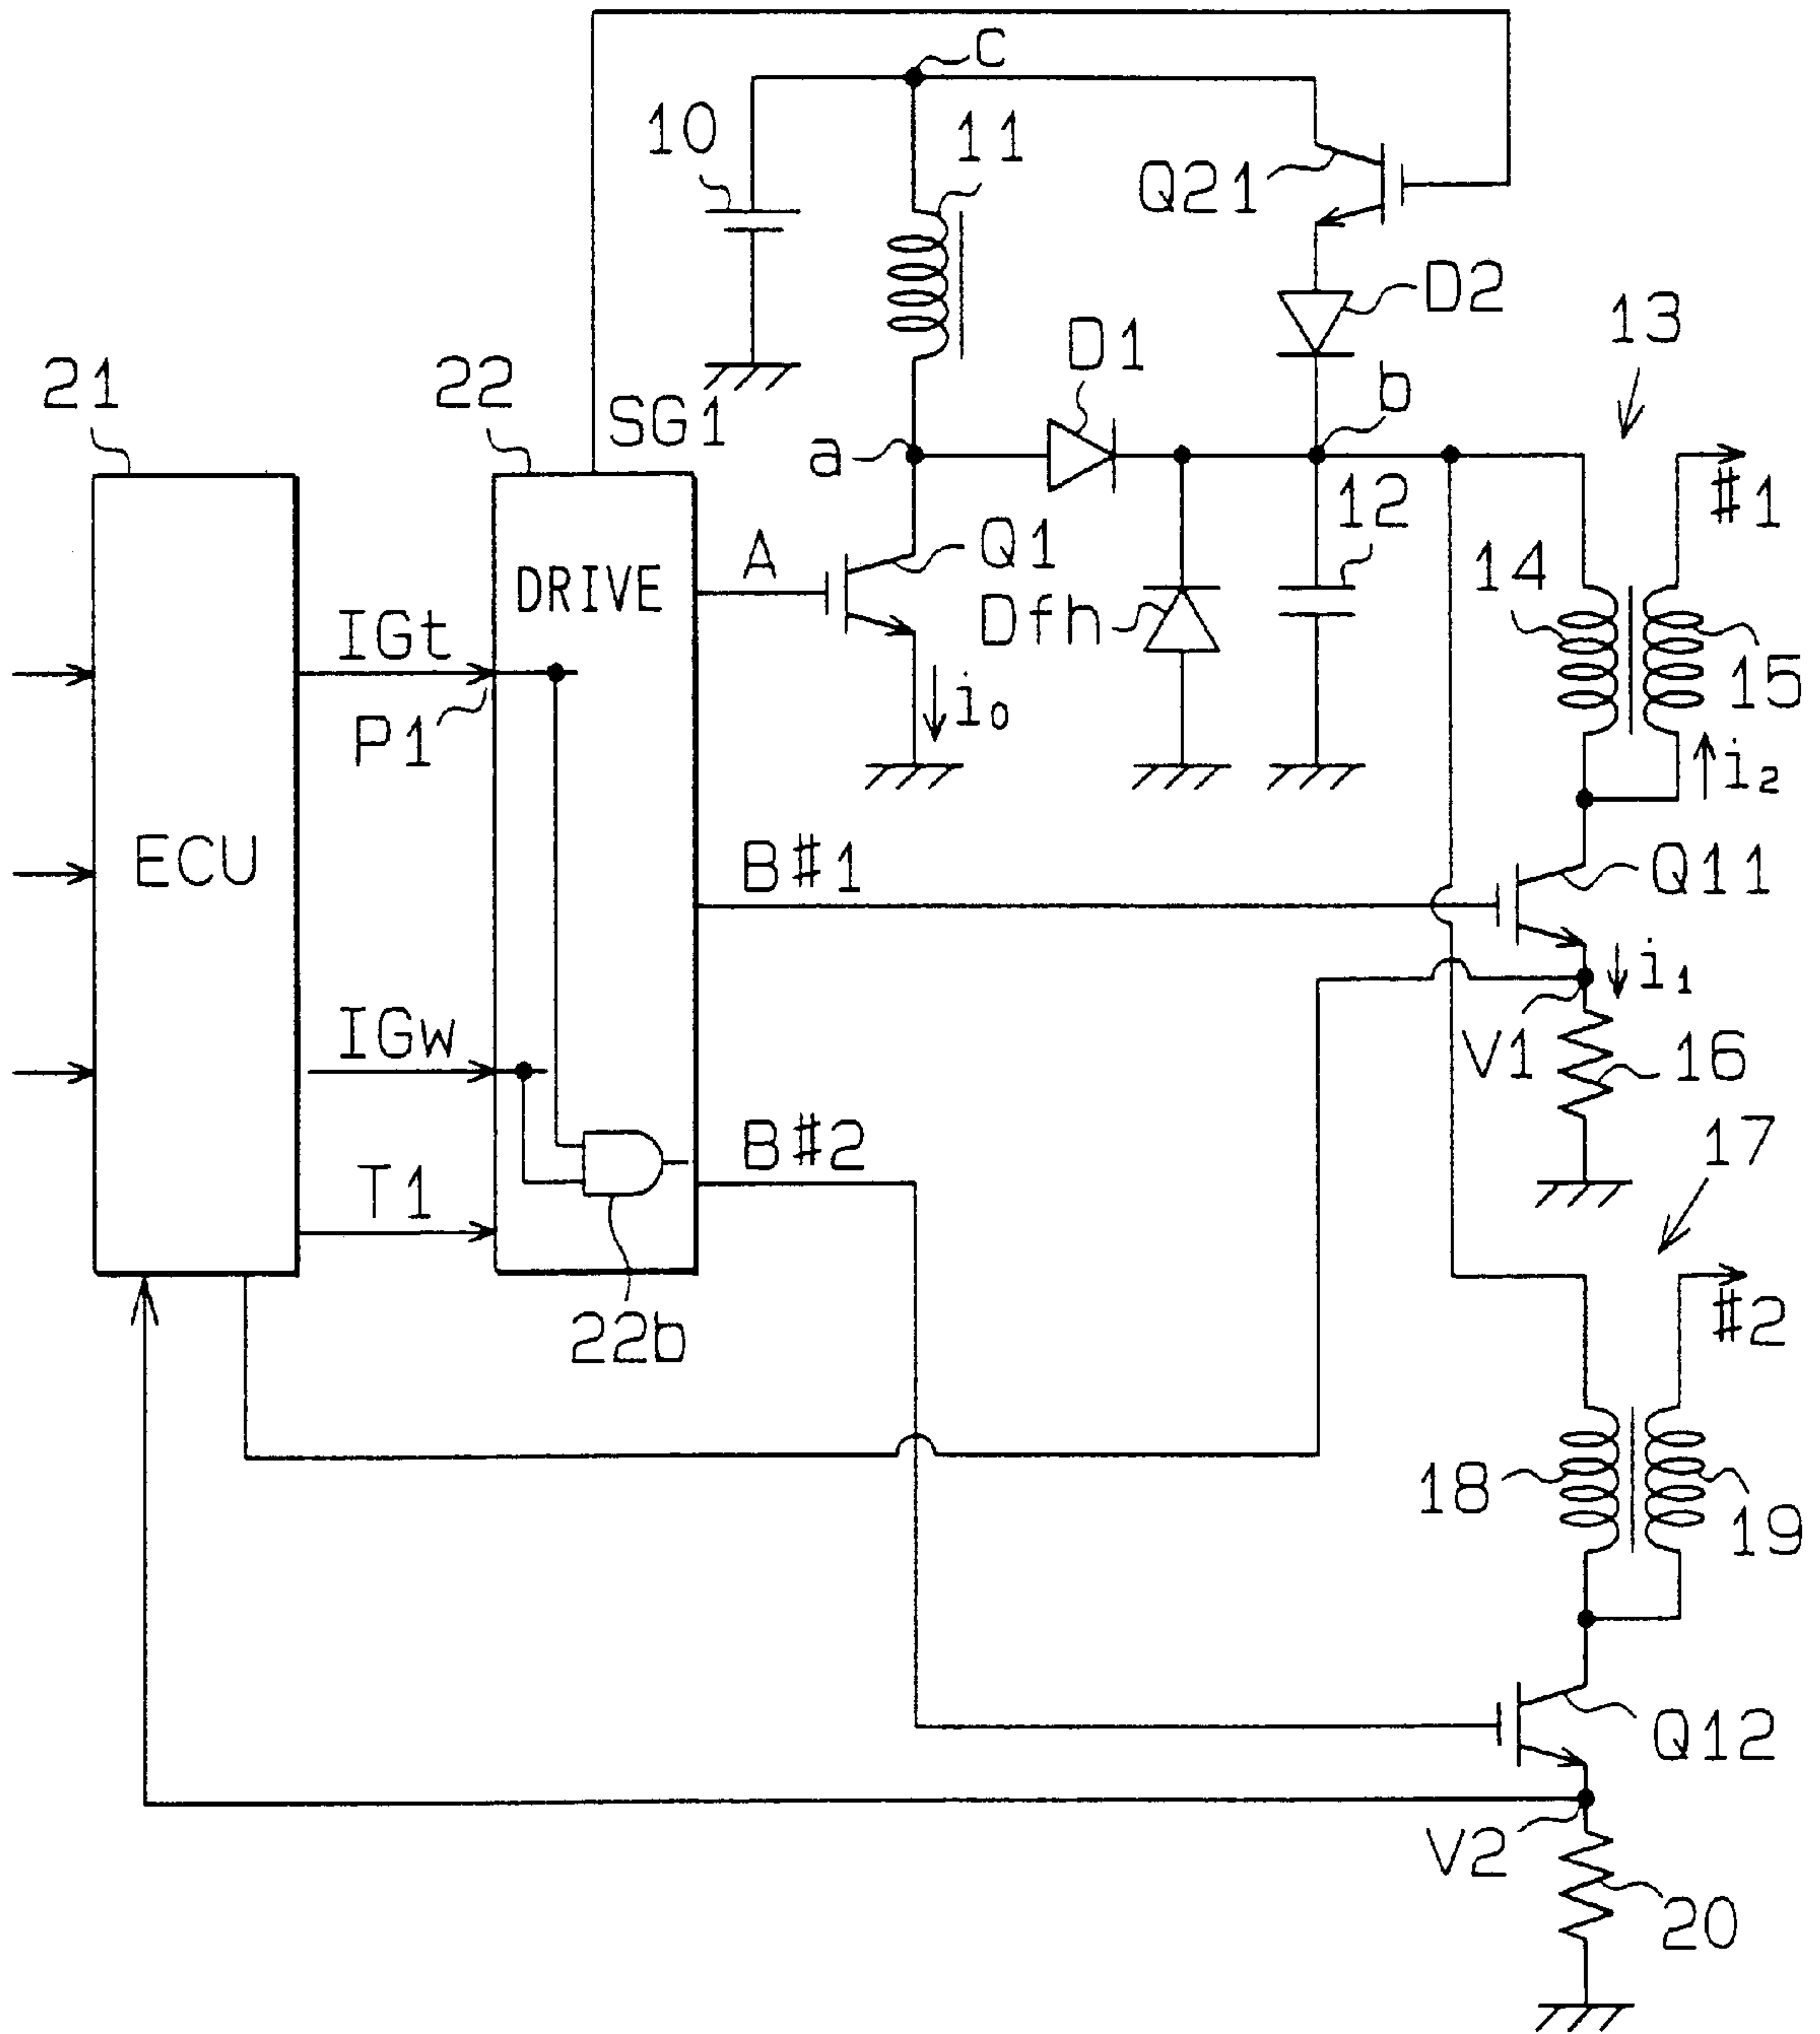 C
10
11
Q21
D2
13
D1
21
22
SG1
b
a
12
#1
A
Q1
14
DRIVE
Dfh
IGt
15
P1
i0
i2
ECU
B#1
Q11
i1
IGw
V1
16
B#2
17
T1
22b
#2
18
19
Q12
V2
20